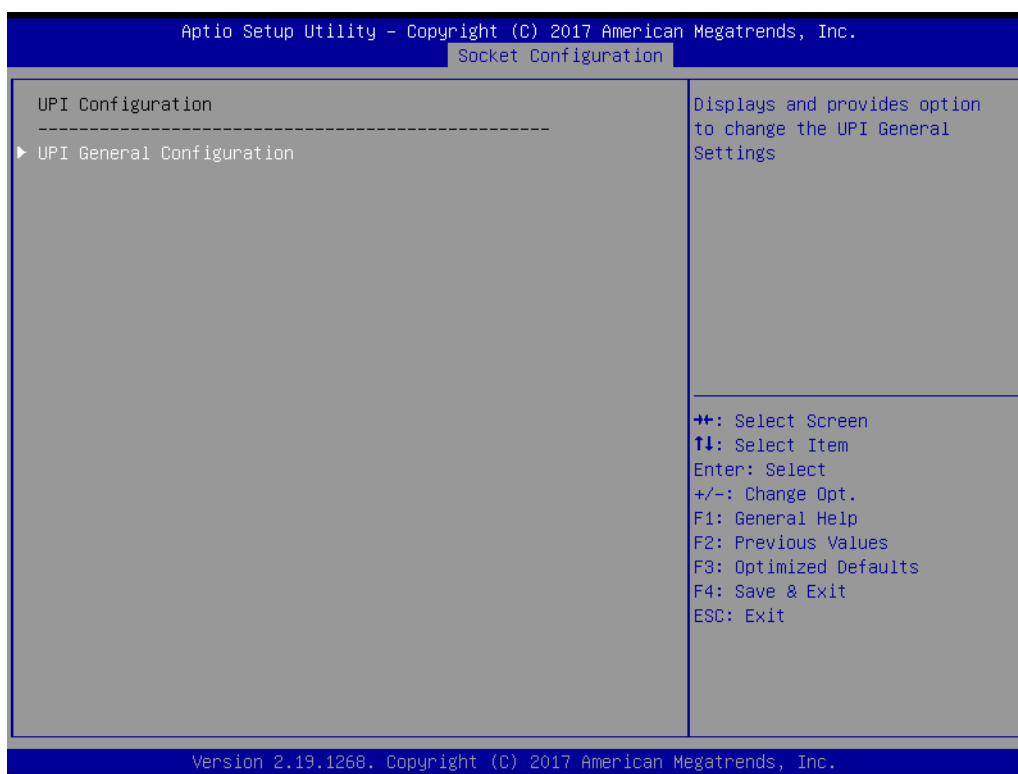 Aptio Setup Utility – Copyright (C) 2017 American Megatrends, Inc.
Socket Configuration
UPI Configuration
--------------------------------------------------
▶ UPI General Configuration
Displays and provides option
to change the UPI General
Settings
→←: Select Screen
↑↓: Select Item
Enter: Select
+/-: Change Opt.
F1: General Help
F2: Previous Values
F3: Optimized Defaults
F4: Save & Exit
ESC: Exit
Version 2.19.1268. Copyright (C) 2017 American Megatrends, Inc.